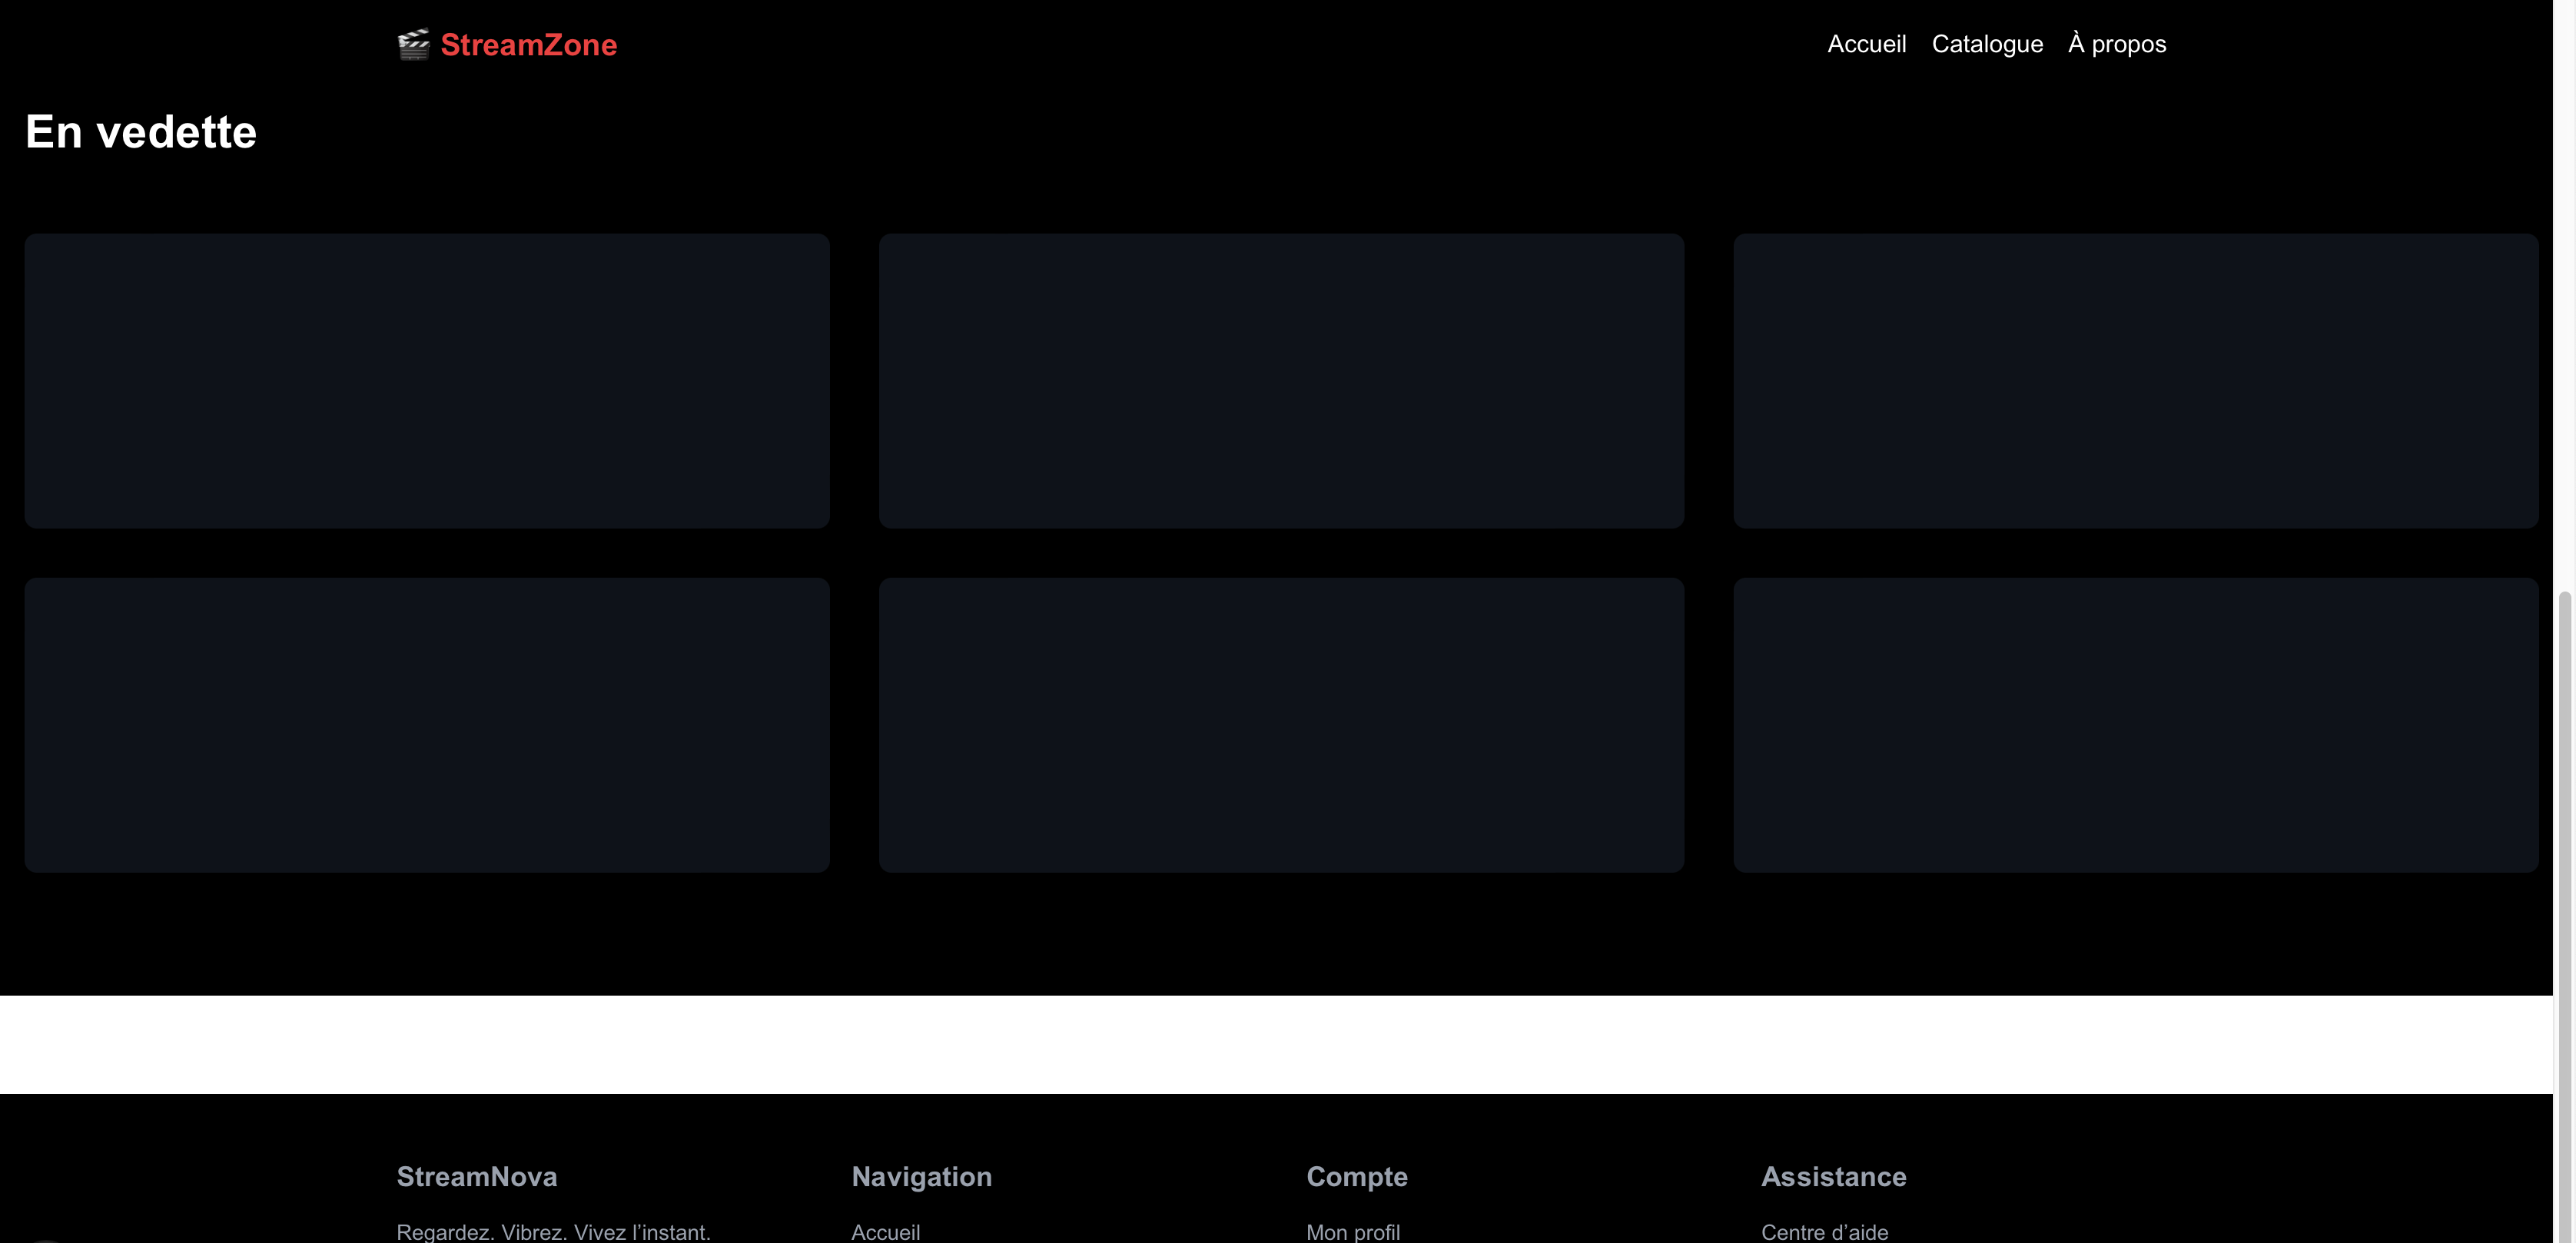 StreamZone
Accueil Catalogue À propos
En vedette
StreamNova
Regardez. Vibrez. Vivez l’instant.
Navigation
Accueil
Compte
Mon profil
Assistance
Centre d’aide